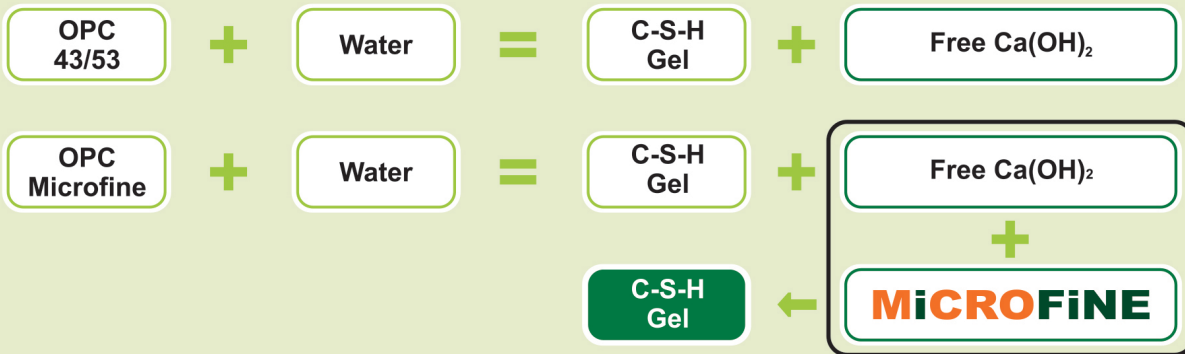 OPC
43/53
+
Water
=
C-S-H
Gel
+
Free Ca(OH)₂
OPC
Microfine
+
Water
=
C-S-H
Gel
+
Free Ca(OH)₂
+
C-S-H
Gel
←
MiCROFiNE